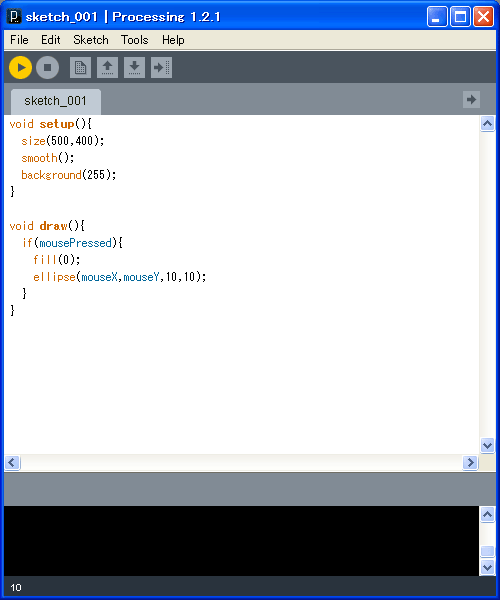 sketch_001 | Processing 1.2.1
File Edit Sketch Tools Help
sketch_001
void setup(){
  size(500,400);
  smooth();
  background(255);
}
void draw(){
  if(mousePressed){
    fill(0);
    ellipse(mouseX,mouseY,10,10);
  }
}
10